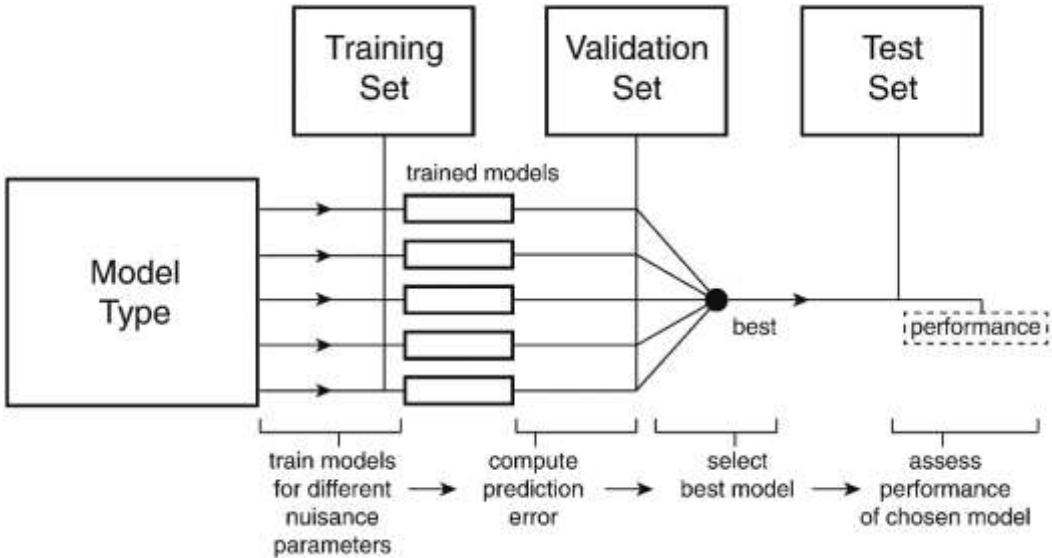 Training
Set
Validation
Set
Test
Set
trained models
Model
Type
best
performance
train models
for different
nuisance
parameters
compute
prediction
error
select
best model
assess
performance
of chosen model